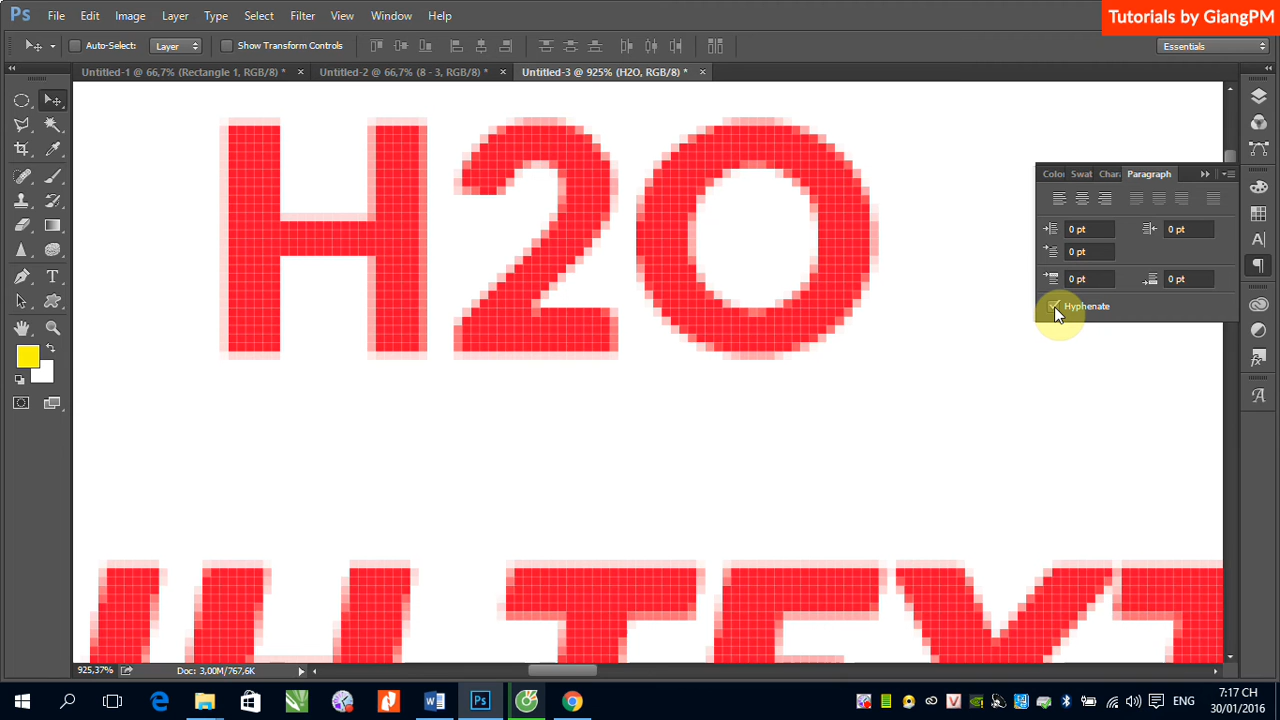 Ps File Edit Image Layer Type Select Filter View Window Help
Tutorials by GiangPM
Auto-Select: Layer Show Transform Controls
Essentials
Untitled-1 @ 66,7% (Rectangle 1, RGB/8) * × Untitled-2 @ 66,7% (8 - 3, RGB/8) * × Untitled-3 @ 925% (H2O, RGB/8) * ×
H2O
Colo Swat Chara Paragraph
0 pt 0 pt
0 pt
0 pt 0 pt
Hyphenate
TEXT
925,37% Doc: 3,00M/767,6K
ENG
7:17 CH
30/01/2016